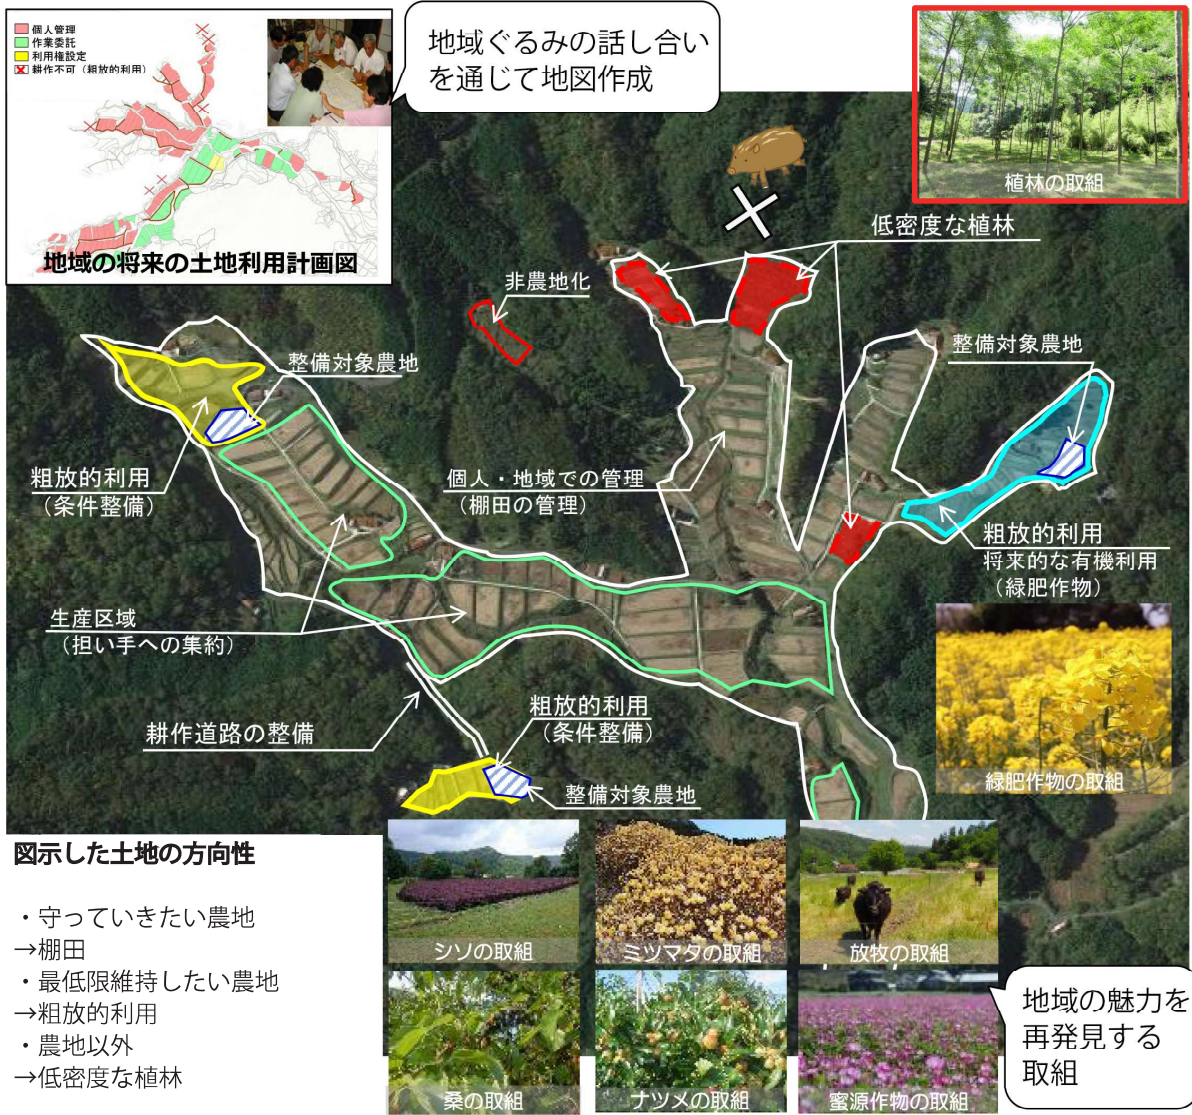 個人管理
作業委託
利用権設定
耕作不可（粗放的利用）
地域の将来の土地利用計画図
地域ぐるみの話し合い
を通じて地図作成
植林の取組
低密度な植林
非農地化
整備対象農地
整備対象農地
粗放的利用
（条件整備）
個人・地域での管理
（棚田の管理）
粗放的利用
将来的な有機利用
（緑肥作物）
生産区域
（担い手への集約）
耕作道路の整備
粗放的利用
（条件整備）
整備対象農地
緑肥作物の取組
図示した土地の方向性
・守っていきたい農地
→棚田
・最低限維持したい農地
→粗放的利用
・農地以外
→低密度な植林
シソの取組
ミツマタの取組
放牧の取組
桑の取組
ナツメの取組
蜜源作物の取組
地域の魅力を
再発見する
取組